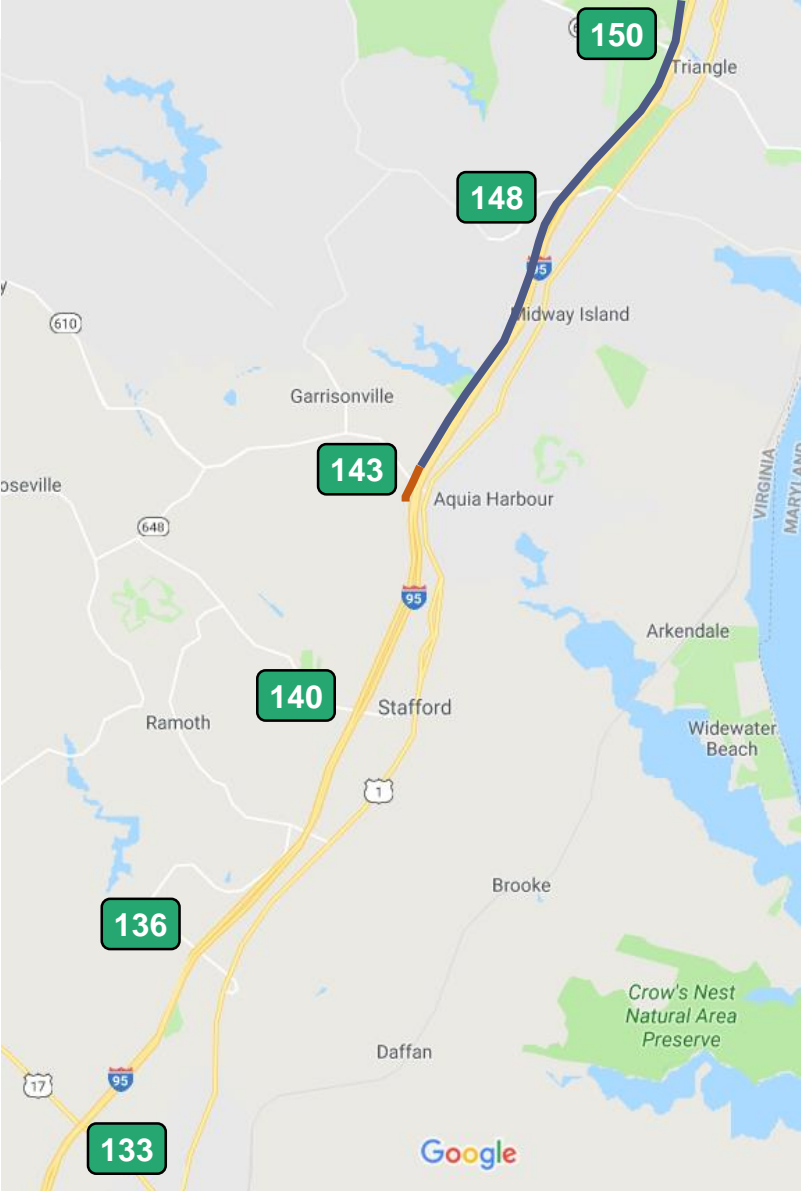 150
Triangle
148
95
Midway Island
610
Garrisonville
143
Aquia Harbour
oseville
VIRGINIA
MARYLAND
648
95
Arkendale
140
Stafford
Ramoth
Widewater
Beach
1
Brooke
136
Crow's Nest
Natural Area
Preserve
Daffan
95
17
133
Google